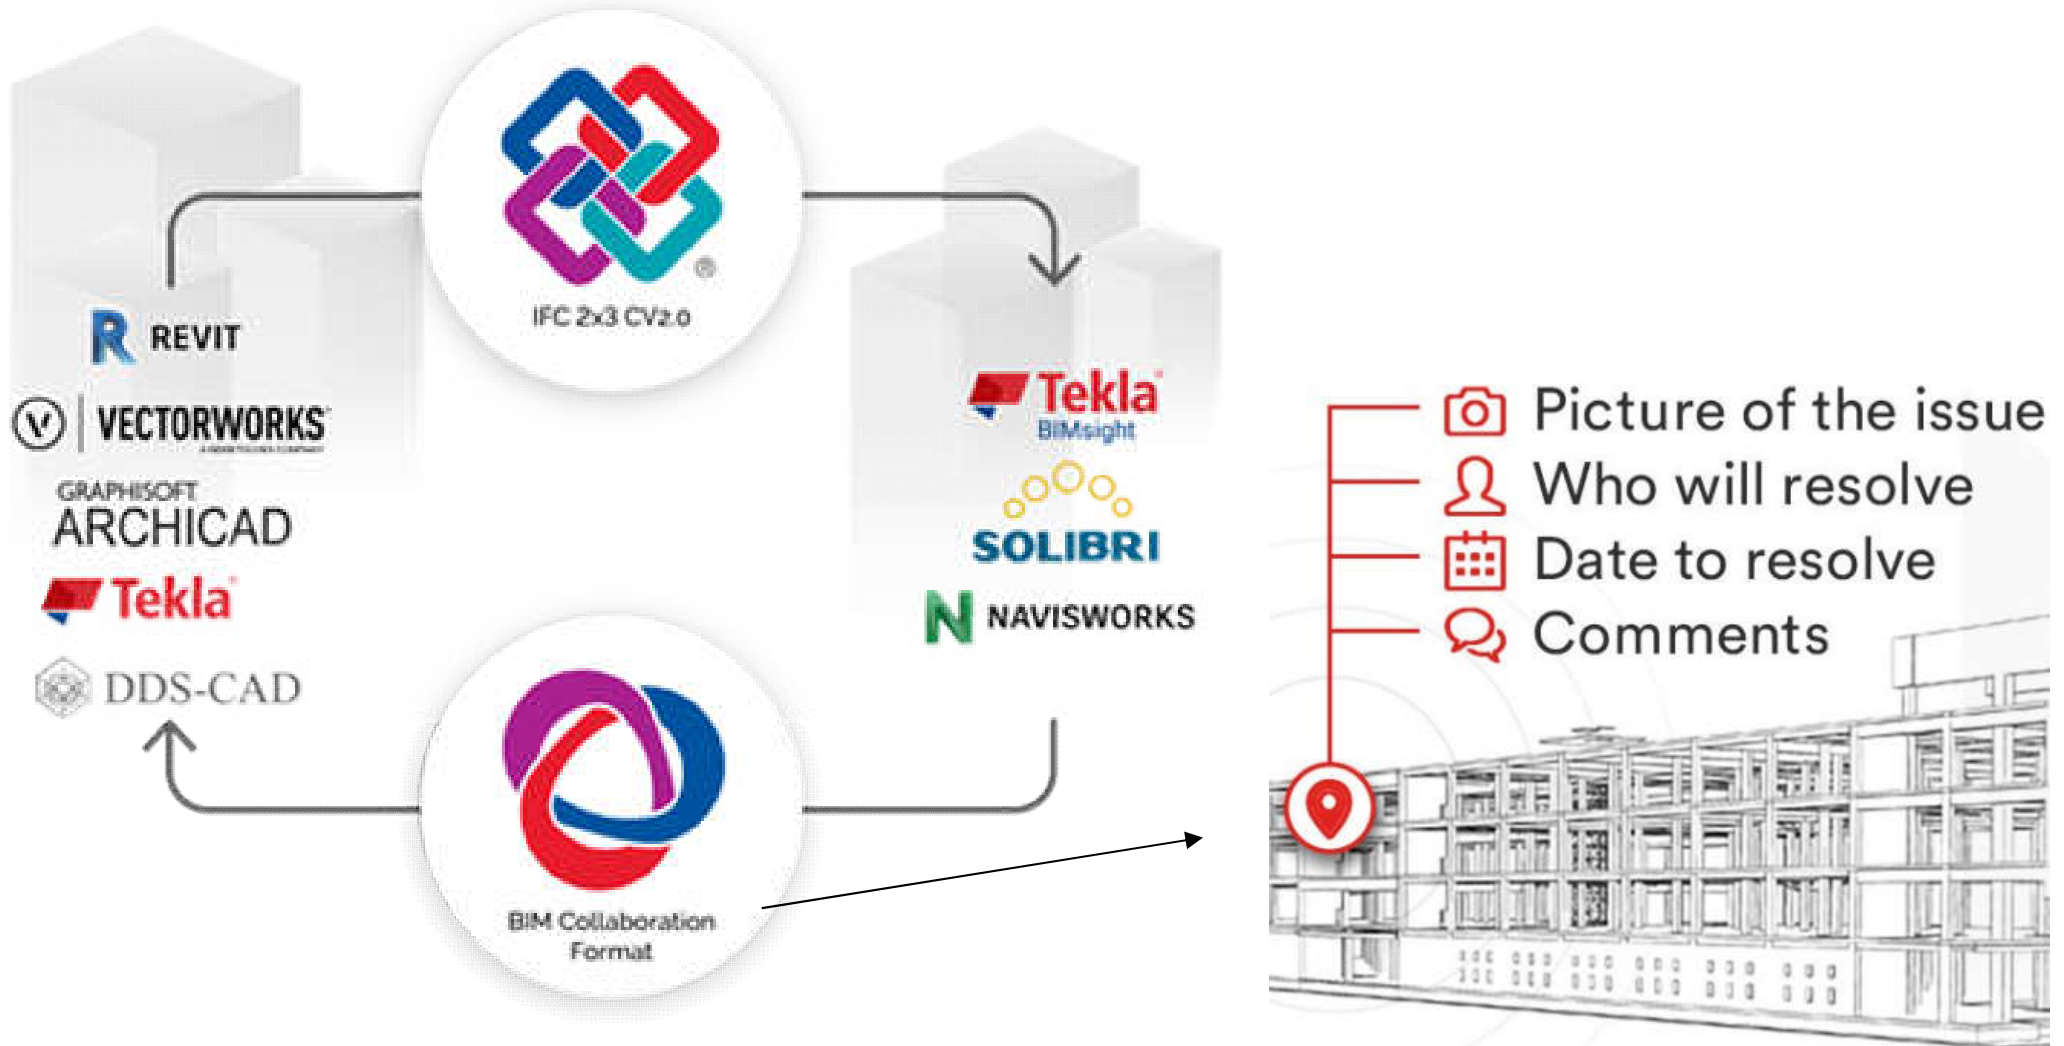 ®
IFC 2x3 CV2.0
REVIT
VECTORWORKS
GRAPHISOFT
ARCHICAD
Tekla
DDS-CAD
Tekla
BIMsight
SOLIBRI
N NAVISWORKS
BIM Collaboration
Format
Picture of the issue
Who will resolve
Date to resolve
Comments